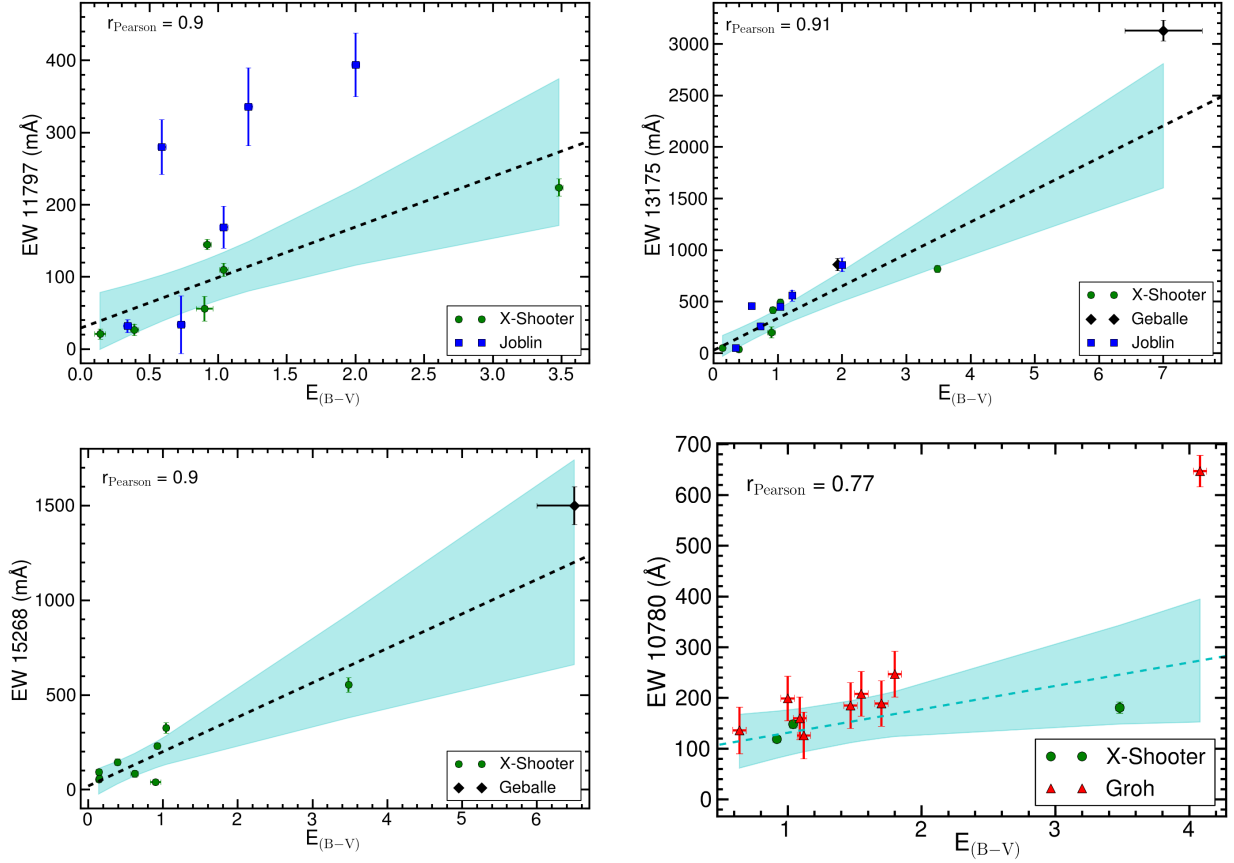 r_Pearson = 0.9
EW 11797 (mÅ)
400
300
200
100
0
0.0 0.5 1.0 1.5 2.0 2.5 3.0 3.5
E_(B−V)
X-Shooter
Joblin
r_Pearson = 0.91
EW 13175 (mÅ)
3000
2500
2000
1500
1000
500
0
0 1 2 3 4 5 6 7
E_(B−V)
X-Shooter
Geballe
Joblin
r_Pearson = 0.9
EW 15268 (mÅ)
1500
1000
500
0
0 1 2 3 4 5 6
E_(B−V)
X-Shooter
Geballe
r_Pearson = 0.77
EW 10780 (Å)
700
600
500
400
300
200
100
0
1 2 3 4
E_(B−V)
X-Shooter
Groh